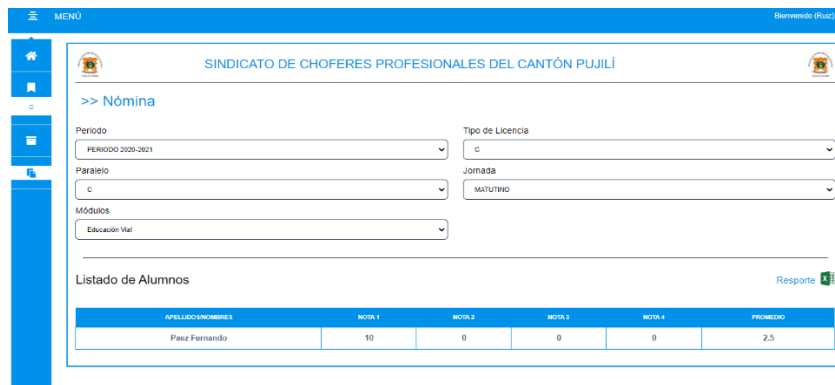 MENÚ Bienvenido (Ruiz)
SINDICATO DE CHOFERES PROFESIONALES DEL CANTÓN PUJILÍ
>> Nómina
Periodo Tipo de Licencia
PERIODO 2020-2021 C
Paralelo Jornada
C MATUTINO
Módulos
Educación Vial
Listado de Alumnos Resporte
APELLIDOS/NOMBRES NOTA 1 NOTA 2 NOTA 3 NOTA 4 PROMEDIO
Paez Fernando 10 0 0 0 2.5